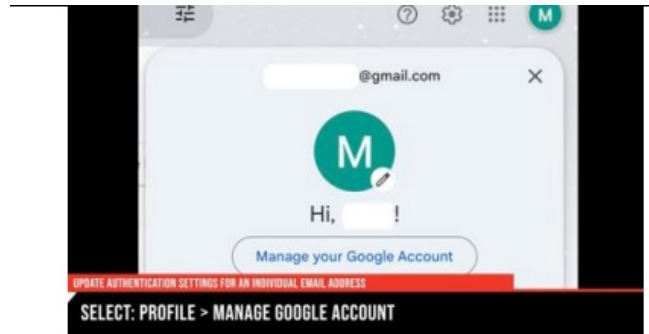 M
@gmail.com
M
Hi, !
Manage your Google Account
UPDATE AUTHENTICATION SETTINGS FOR AN INDIVIDUAL EMAIL ADDRESS
SELECT: PROFILE > MANAGE GOOGLE ACCOUNT